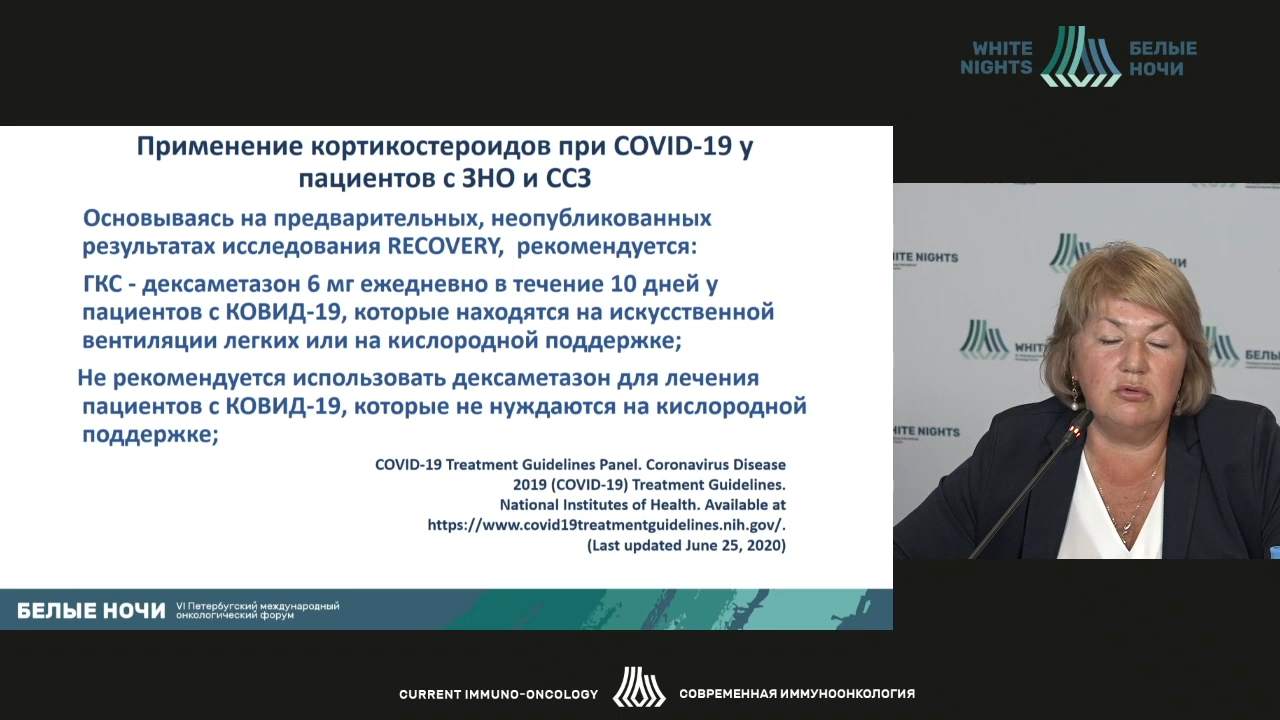 WHITE
NIGHTS
БЕЛЫЕ
НОЧИ
Применение кортикостероидов при COVID-19 у
пациентов с ЗНО и ССЗ
Основываясь на предварительных, неопубликованных
результатах исследования RECOVERY, рекомендуется:
ГКС - дексаметазон 6 мг ежедневно в течение 10 дней у
пациентов с КОВИД-19, которые находятся на искусственной
вентиляции легких или на кислородной поддержке;
Не рекомендуется использовать дексаметазон для лечения
пациентов с КОВИД-19, которые не нуждаются на кислородной
поддержке;
COVID-19 Treatment Guidelines Panel. Coronavirus Disease
2019 (COVID-19) Treatment Guidelines.
National Institutes of Health. Available at
https://www.covid19treatmentguidelines.nih.gov/.
(Last updated June 25, 2020)
БЕЛЫЕ НОЧИ
VI Петербургский международный
онкологический форум
CURRENT IMMUNO-ONCOLOGY
СОВРЕМЕННАЯ ИММУНООНКОЛОГИЯ